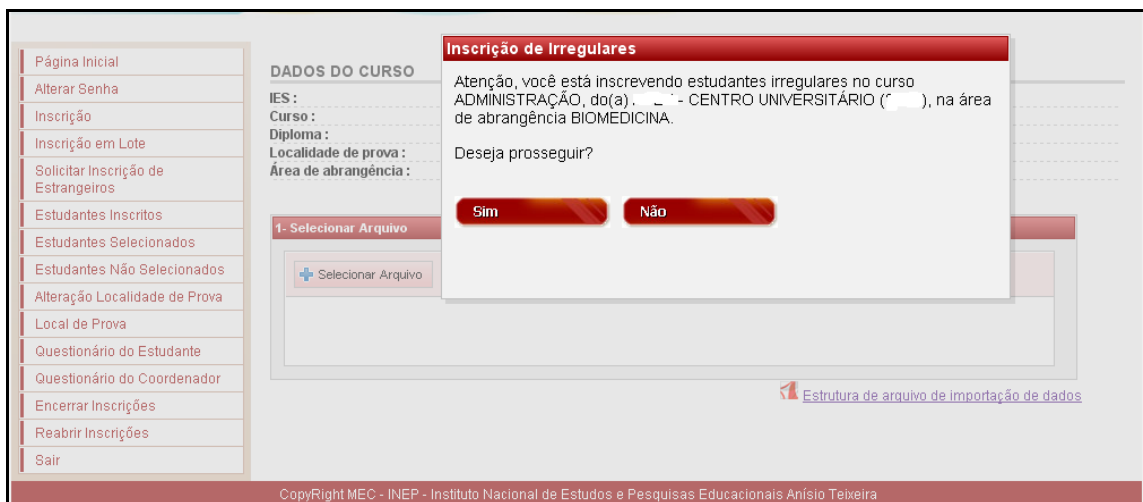 Página Inicial
Alterar Senha
Inscrição
Inscrição em Lote
Solicitar Inscrição de
Estrangeiros
Estudantes Inscritos
Estudantes Selecionados
Estudantes Não Selecionados
Alteração Localidade de Prova
Local de Prova
Questionário do Estudante
Questionário do Coordenador
Encerrar Inscrições
Reabrir Inscrições
Sair
DADOS DO CURSO
IES :
Curso :
Diploma :
Localidade de prova :
Área de abrangência :
Inscrição de Irregulares
Atenção, você está inscrevendo estudantes irregulares no curso
ADMINISTRAÇÃO, do(a) - CENTRO UNIVERSITÁRIO ( ), na área
de abrangência BIOMEDICINA.
Deseja prosseguir?
Sim
Não
1- Selecionar Arquivo
Selecionar Arquivo
Estrutura de arquivo de importação de dados
CopyRight MEC - INEP - Instituto Nacional de Estudos e Pesquisas Educacionais Anísio Teixeira